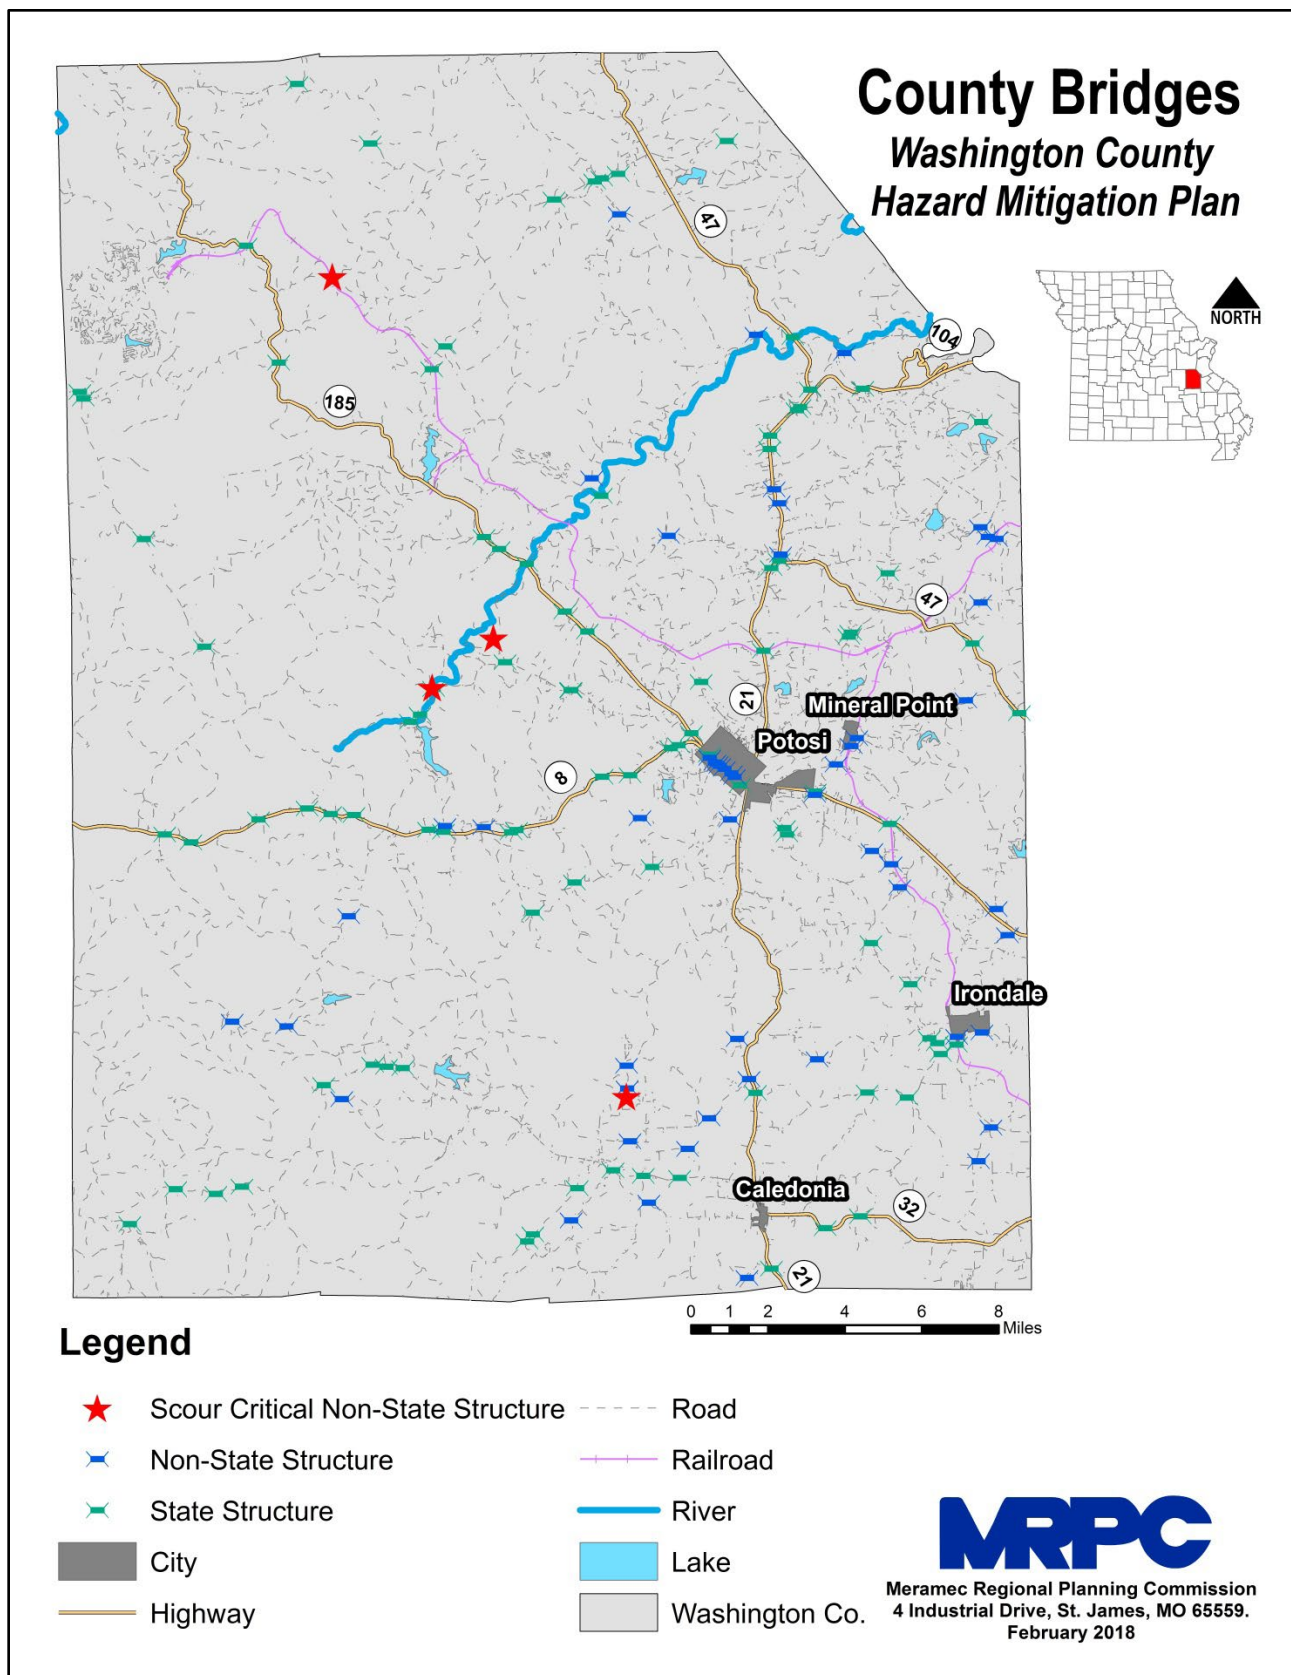 County Bridges
Washington County
Hazard Mitigation Plan
NORTH
47
104
185
47
21
Mineral Point
Potosi
8
Irondale
Caledonia
32
21
0 1 2 4 6 8
Miles
Legend
Scour Critical Non-State Structure
Non-State Structure
State Structure
City
Highway
Road
Railroad
River
Lake
Washington Co.
MRPC
Meramec Regional Planning Commission
4 Industrial Drive, St. James, MO 65559.
February 2018